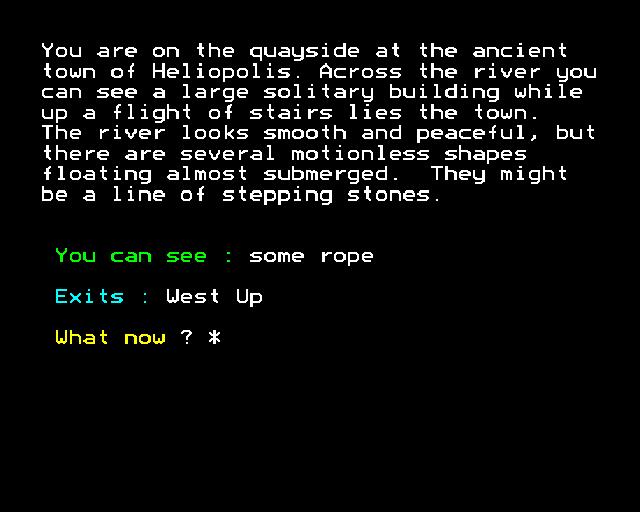 You are on the quayside at the ancient
town of Heliopolis. Across the river you
can see a large solitary building while
up a flight of stairs lies the town.
The river looks smooth and peaceful, but
there are several motionless shapes
floating almost submerged.  They might
be a line of stepping stones.
You can see : some rope
Exits : West Up
What now ? *